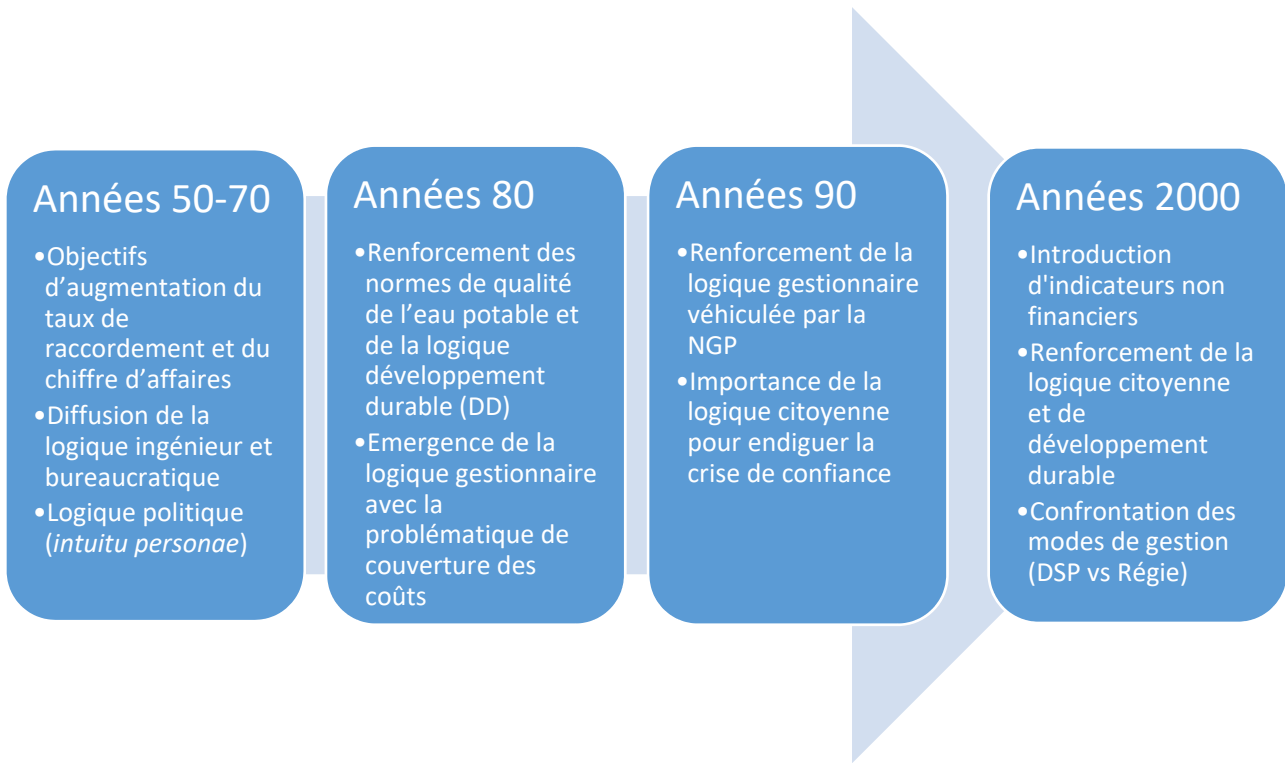 Années 50-70
•Objectifs
d’augmentation du
taux de
raccordement et du
chiffre d’affaires
•Diffusion de la
logique ingénieur et
bureaucratique
•Logique politique
(intuitu personae)
Années 80
•Renforcement des
normes de qualité
de l’eau potable et
de la logique
développement
durable (DD)
•Emergence de la
logique gestionnaire
avec la
problématique de
couverture des
coûts
Années 90
•Renforcement de la
logique gestionnaire
véhiculée par la
NGP
•Importance de la
logique citoyenne
pour endiguer la
crise de confiance
Années 2000
•Introduction
d'indicateurs non
financiers
•Renforcement de la
logique citoyenne
et de
développement
durable
•Confrontation des
modes de gestion
(DSP vs Régie)